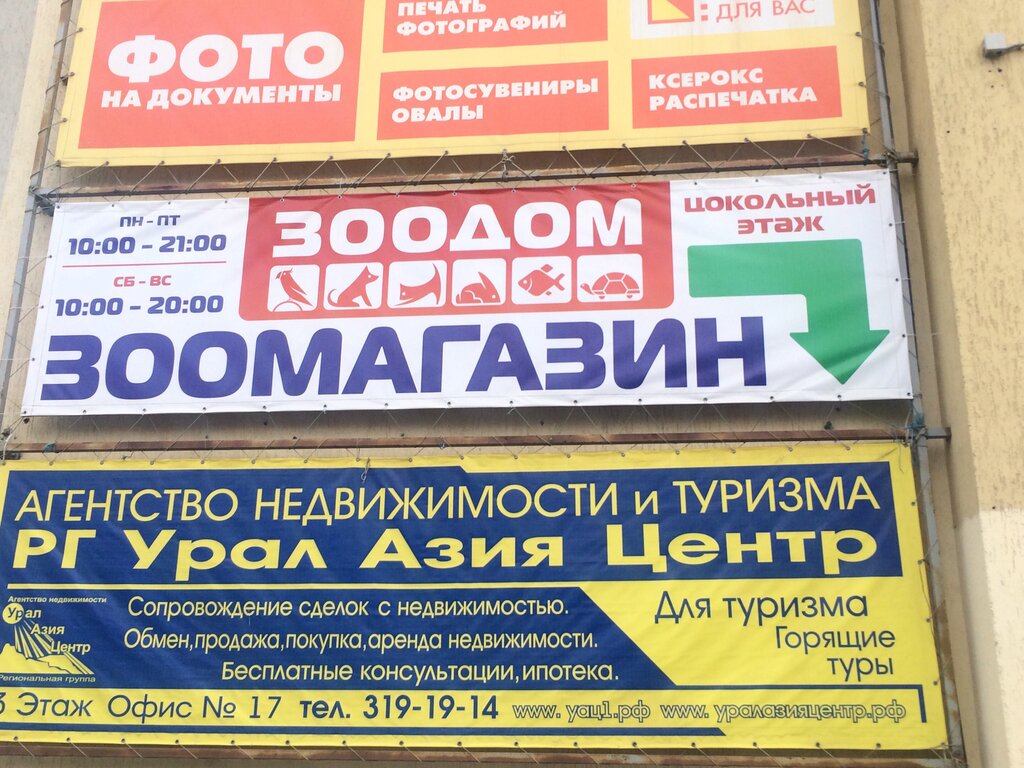 ФОТО
НА ДОКУМЕНТЫ
ПЕЧАТЬ
ФОТОГРАФИЙ
ФОТОСУВЕНИРЫ
ОВАЛЫ
: ДЛЯ ВАС
КСЕРОКС
РАСПЕЧАТКА
ПН - ПТ
10:00 - 21:00
СБ - ВС
10:00 - 20:00
ЗООДОМ
ЗООМАГАЗИН
ЦОКОЛЬНЫЙ
ЭТАЖ
АГЕНТСТВО НЕДВИЖИМОСТИ и ТУРИЗМА
РГ Урал Азия Центр
Агентство недвижимости
Урал
Азия
Центр
Региональная группа
Сопровождение сделок с недвижимостью.
Обмен,продажа,покупка,аренда недвижимости.
Бесплатные консультации,ипотека.
Для туризма
Горящие
туры
3 Этаж Офис № 17 тел. 319-19-14 www. уац1.рф www. уралазияцентр.рф